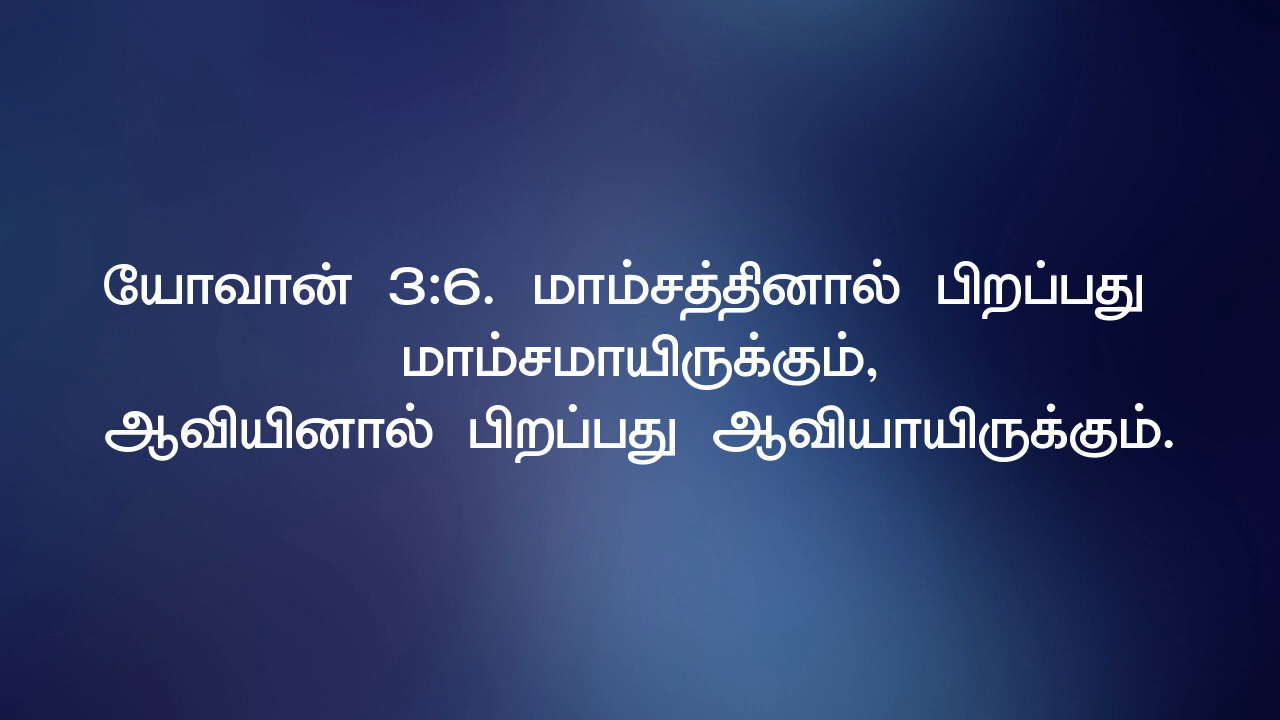 யோவான் 3:6. மாம்சத்தினால் பிறப்பது
மாம்சமாயிருக்கும்,
ஆவியினால் பிறப்பது ஆவியாயிருக்கும்.